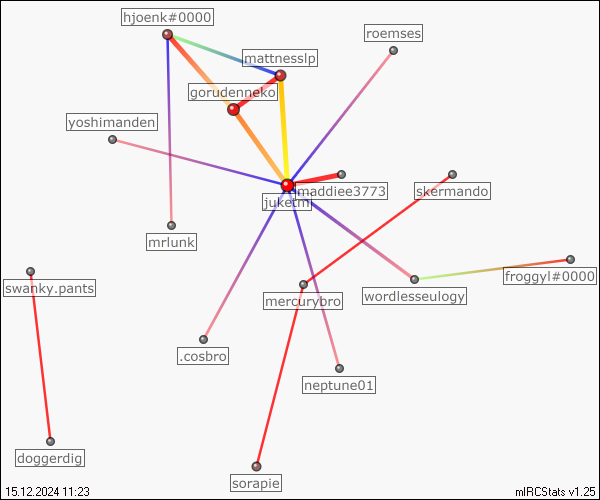 hjoenk#0000
roemses
mattnesslp
gorudenneko
yoshimanden
maddiee3773
skermando
juketm
mrlunk
froggyl#0000
swanky.pants
wordlesseulogy
mercurybro
.cosbro
neptune01
doggerdig
sorapie
15.12.2024 11:23
mIRCStats v1.25